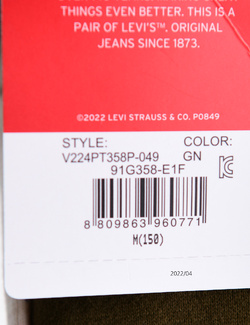 THINGS EVEN BETTER. THIS IS A
PAIR OF LEVI'S™. ORIGINAL
JEANS SINCE 1873.
©2022 LEVI STRAUSS & CO. P0849
STYLE: COLOR:
V224PT358P-049 GN
91G358-E1F
8 809863 960771
M(150)
2022/04